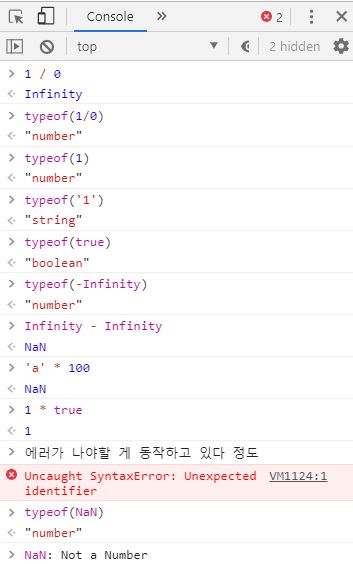 Console » 2
top 2 hidden
> 1 / 0
< Infinity
> typeof(1/0)
< "number"
> typeof(1)
< "number"
> typeof('1')
< "string"
> typeof(true)
< "boolean"
> typeof(-Infinity)
< "number"
> Infinity - Infinity
< NaN
> 'a' * 100
< NaN
> 1 * true
< 1
> 에러가 나야할 게 동작하고 있다 정도
Uncaught SyntaxError: Unexpected VM1124:1
identifier
> typeof(NaN)
< "number"
> NaN: Not a Number